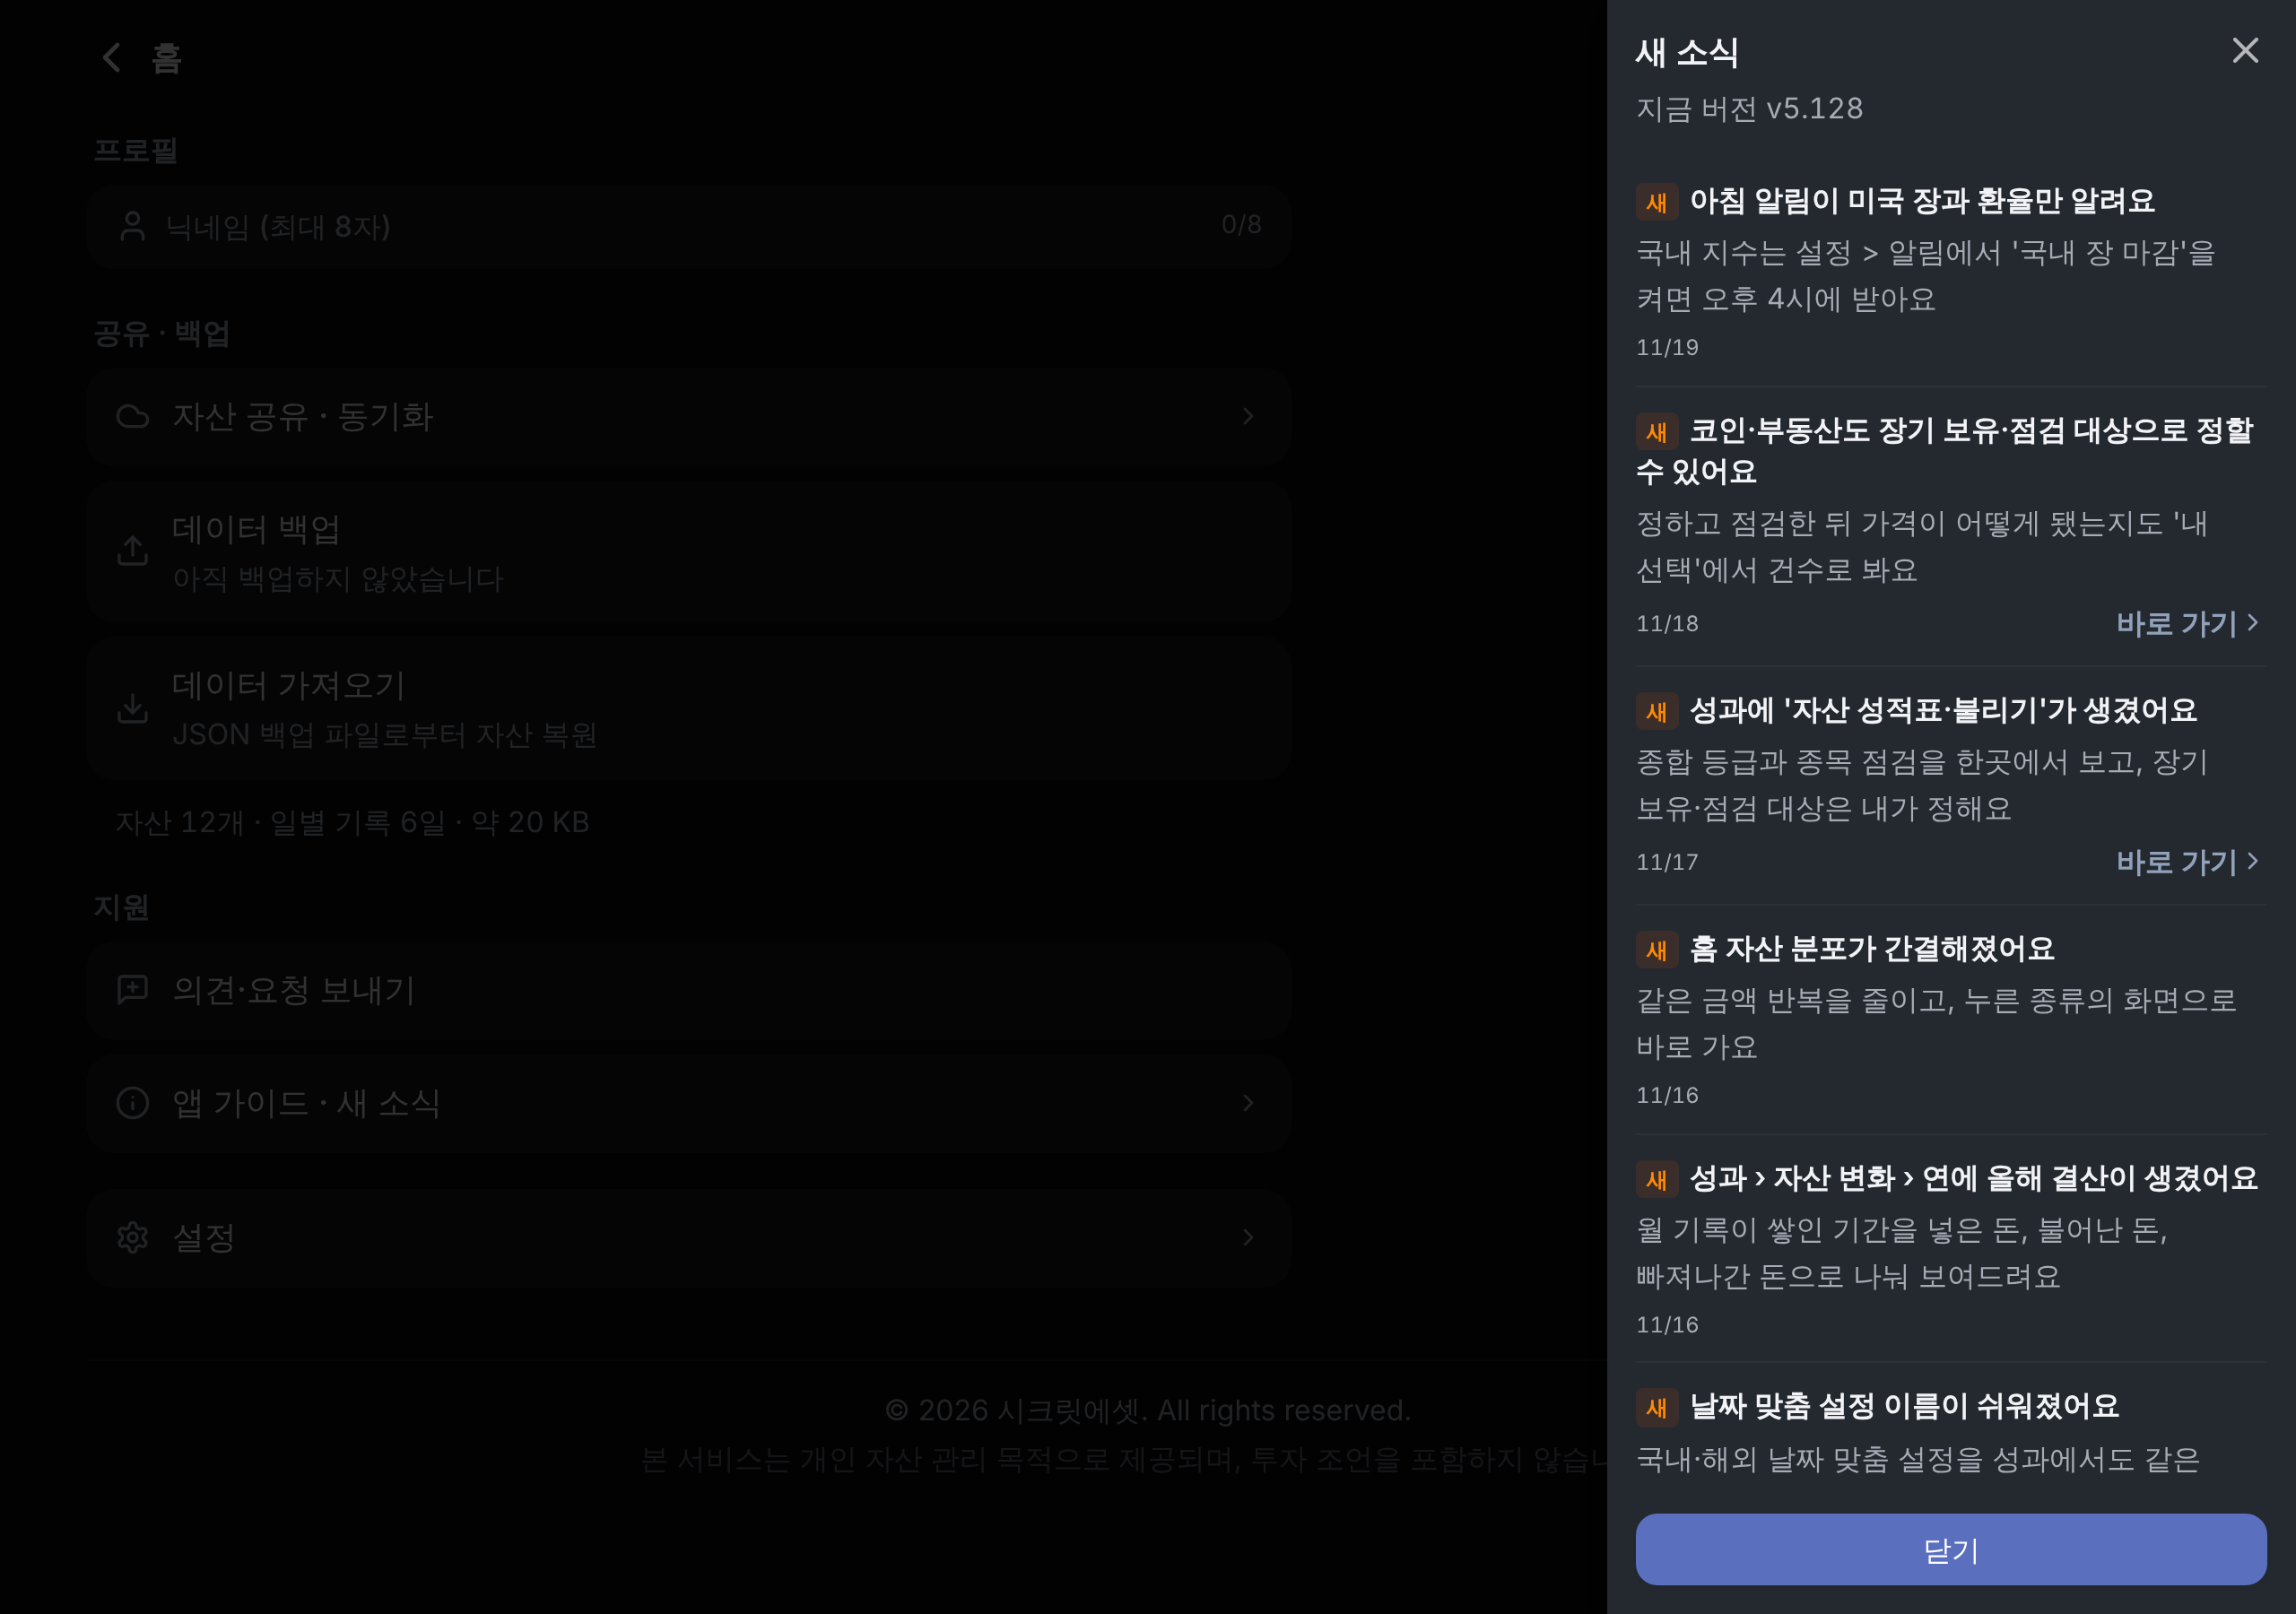 홈
프로필
닉네임 (최대 8자)
0/8
공유 · 백업
자산 공유 · 동기화
데이터 백업
아직 백업하지 않았습니다
데이터 가져오기
JSON 백업 파일로부터 자산 복원
자산 12개 · 일별 기록 6일 · 약 20 KB
지원
의견·요청 보내기
앱 가이드 · 새 소식
설정
© 2026 시크릿에셋. All rights reserved.
본 서비스는 개인 자산 관리 목적으로 제공되며, 투자 조언을 포함하지 않습니
새 소식
지금 버전 v5.128
새 아침 알림이 미국 장과 환율만 알려요
국내 지수는 설정 > 알림에서 '국내 장 마감'을
켜면 오후 4시에 받아요
11/19
새 코인·부동산도 장기 보유·점검 대상으로 정할
수 있어요
정하고 점검한 뒤 가격이 어떻게 됐는지도 '내
선택'에서 건수로 봐요
11/18
바로 가기
새 성과에 '자산 성적표·불리기'가 생겼어요
종합 등급과 종목 점검을 한곳에서 보고, 장기
보유·점검 대상은 내가 정해요
11/17
바로 가기
새 홈 자산 분포가 간결해졌어요
같은 금액 반복을 줄이고, 누른 종류의 화면으로
바로 가요
11/16
새 성과 › 자산 변화 › 연에 올해 결산이 생겼어요
월 기록이 쌓인 기간을 넣은 돈, 불어난 돈,
빠져나간 돈으로 나눠 보여드려요
11/16
새 날짜 맞춤 설정 이름이 쉬워졌어요
국내·해외 날짜 맞춤 설정을 성과에서도 같은
닫기